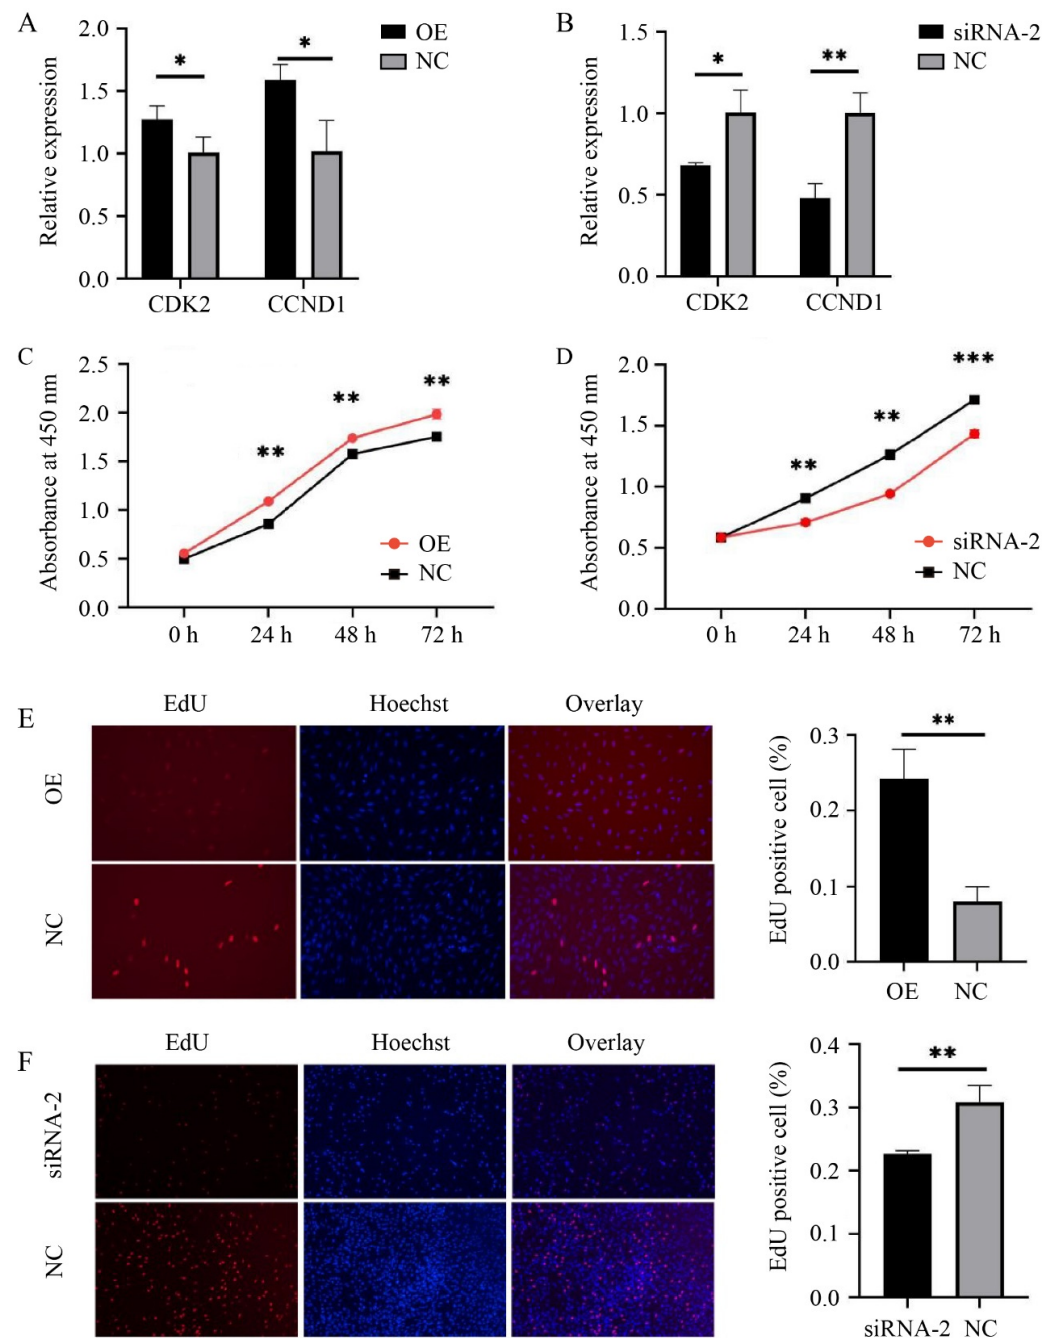 A
2.0
1.5
1.0
0.5
0.0
Relative expression
*
*
OE
NC
CDK2
CCND1
B
1.5
1.0
0.5
0.0
Relative expression
*
**
siRNA-2
NC
CDK2
CCND1
C
2.5
2.0
1.5
1.0
0.5
0.0
Absorbance at 450 nm
**
**
**
OE
NC
0 h
24 h
48 h
72 h
D
2.0
1.5
1.0
0.5
0.0
Absorbance at 450 nm
**
**
***
siRNA-2
NC
0 h
24 h
48 h
72 h
E
EdU
Hoechst
Overlay
OE
NC
0.3
0.2
0.1
0.0
EdU positive cell (%)
**
OE
NC
F
EdU
Hoechst
Overlay
siRNA-2
NC
0.4
0.3
0.2
0.1
0.0
EdU positive cell (%)
**
siRNA-2
NC